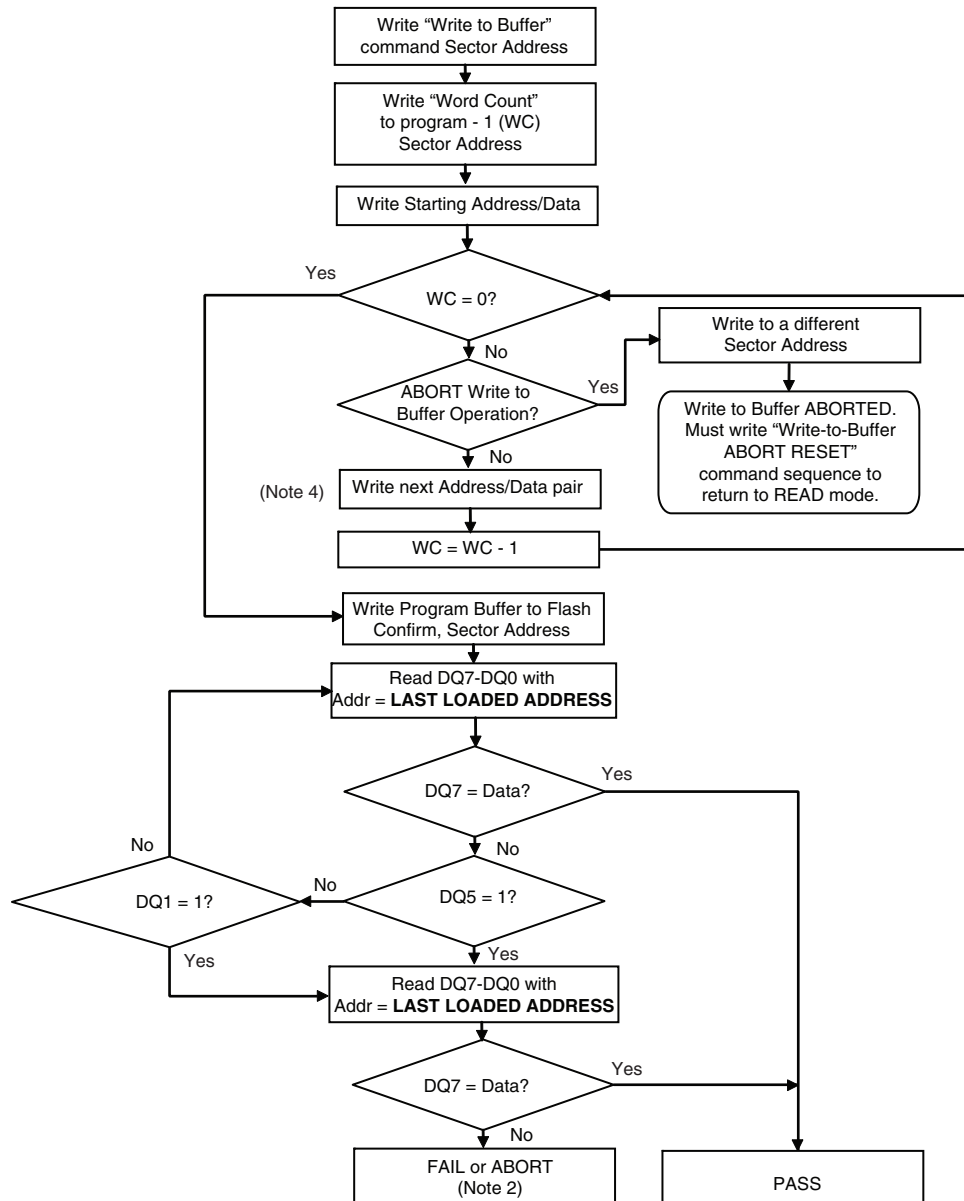 Write “Write to Buffer”
command Sector Address
Write “Word Count”
to program - 1 (WC)
Sector Address
Write Starting Address/Data
Yes
WC = 0?
No
Write to a different
Sector Address
ABORT Write to
Buffer Operation?
Yes
Write to Buffer ABORTED.
Must write “Write-to-Buffer
ABORT RESET”
command sequence to
return to READ mode.
No
(Note 4)
Write next Address/Data pair
WC = WC - 1
Write Program Buffer to Flash
Confirm, Sector Address
Read DQ7-DQ0 with
Addr = LAST LOADED ADDRESS
DQ7 = Data?
Yes
No
No
DQ1 = 1?
No
DQ5 = 1?
Yes
Yes
Read DQ7-DQ0 with
Addr = LAST LOADED ADDRESS
DQ7 = Data?
Yes
No
FAIL or ABORT
(Note 2)
PASS